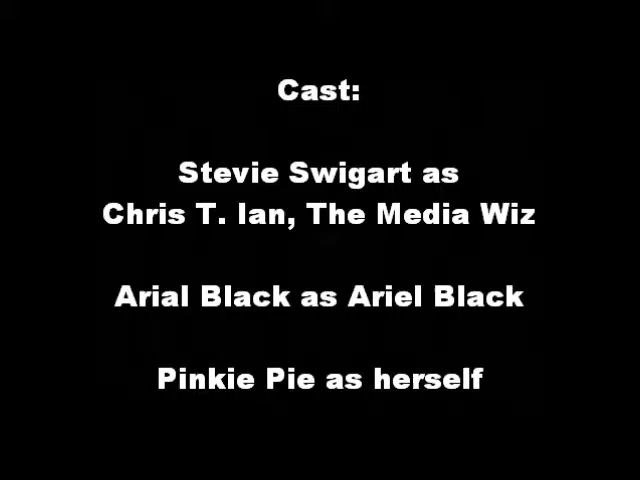 Cast:
Stevie Swigart as
Chris T. Ian, The Media Wiz
Arial Black as Ariel Black
Pinkie Pie as herself